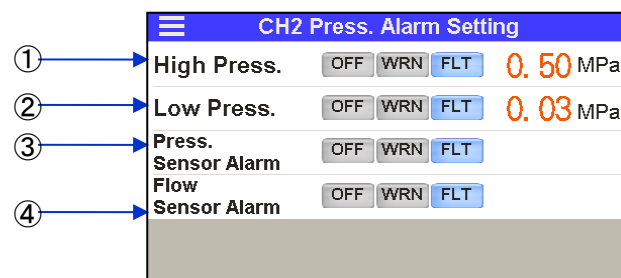 CH2 Press. Alarm Setting
① High Press. OFF WRN FLT 0.50 MPa
② Low Press. OFF WRN FLT 0.03 MPa
③ Press.
Sensor Alarm OFF WRN FLT
Flow
④ Sensor Alarm OFF WRN FLT